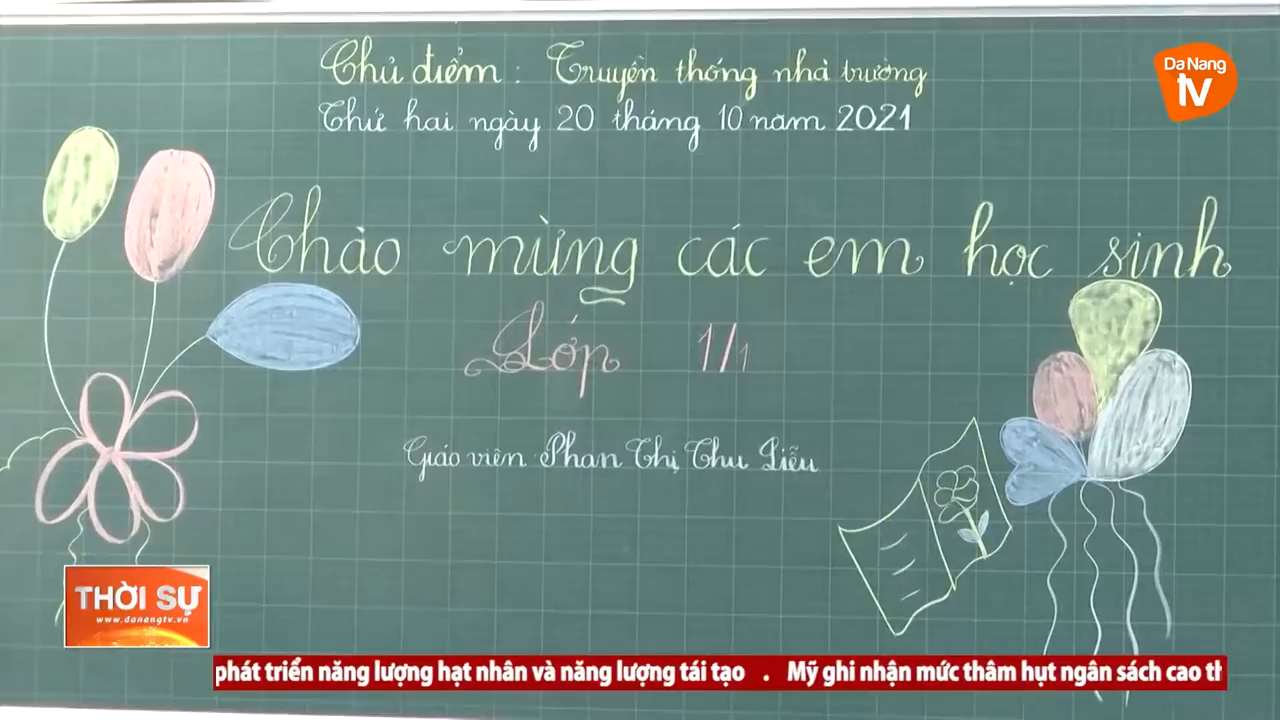 Chủ điểm : Truyền thống nhà trường
Thứ hai ngày 20 tháng 10 năm 2021
Chào mừng các em học sinh
Lớp 1/1
Giáo viên Phan Thị Thu Liễu
Da Nang
tv
THỜI SỰ
www.danangtv.vn
phát triển năng lượng hạt nhân và năng lượng tái tạo . Mỹ ghi nhận mức thâm hụt ngân sách cao